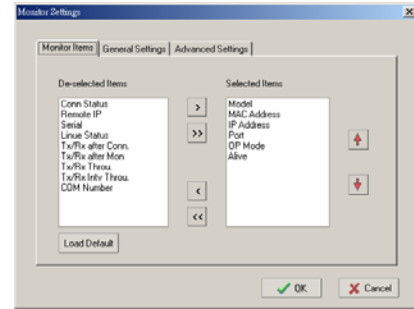 Monitor Settings
Monitor Items General Settings Advanced Settings
De-selected Items
Selected Items
Conn Status
Remote IP
Serial
Linue Status
Tx/Rx after Conn.
Tx/Rx after Mon
Tx/Rx Throu.
Tx/Rx Intv Throu.
COM Number
>
>>
<
<<
Model
MAC Address
IP Address
Port
OP Mode
Alive
Load Default
OK
Cancel